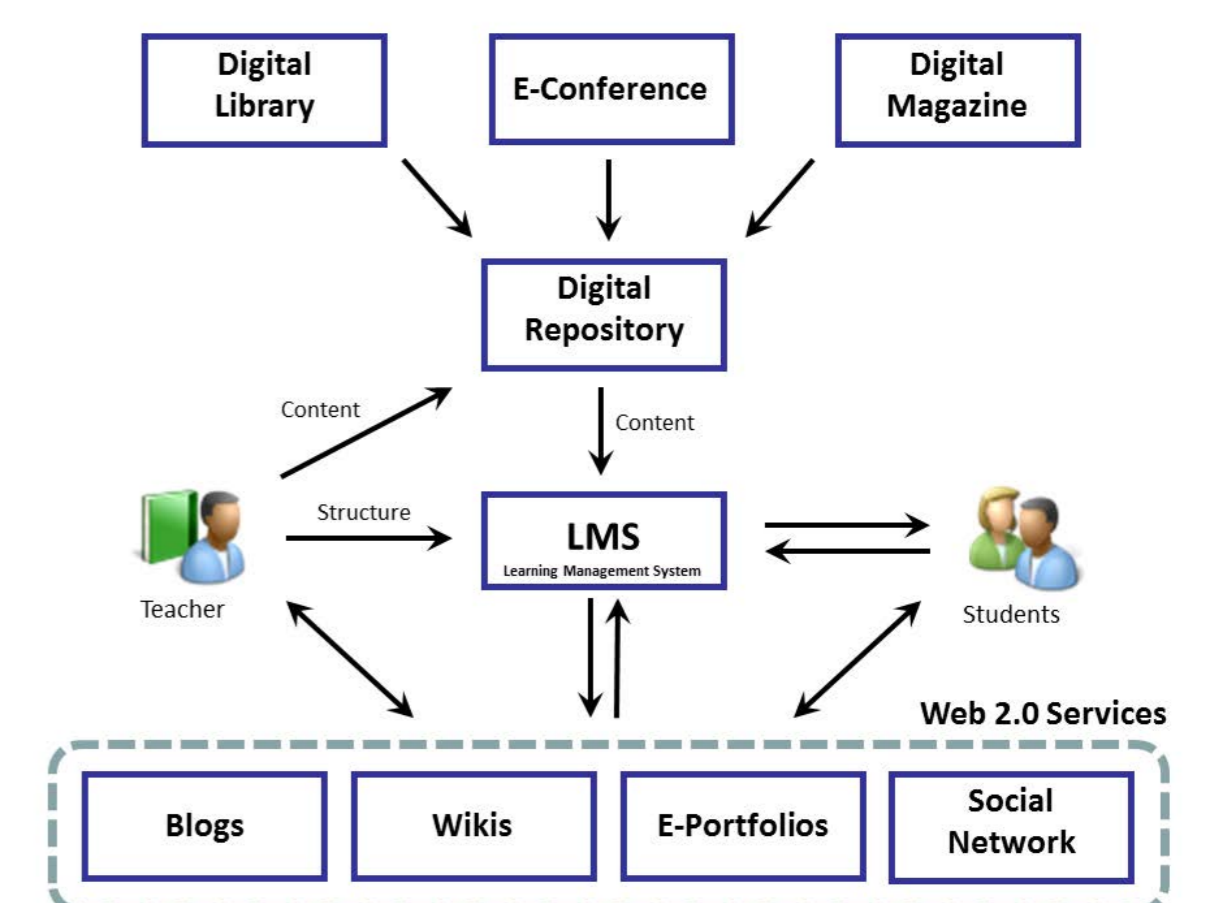 Digital
Library
E-Conference
Digital
Magazine
Digital
Repository
Content
Content
Structure
LMS
Learning Management System
Teacher
Students
Web 2.0 Services
Blogs
Wikis
E-Portfolios
Social
Network